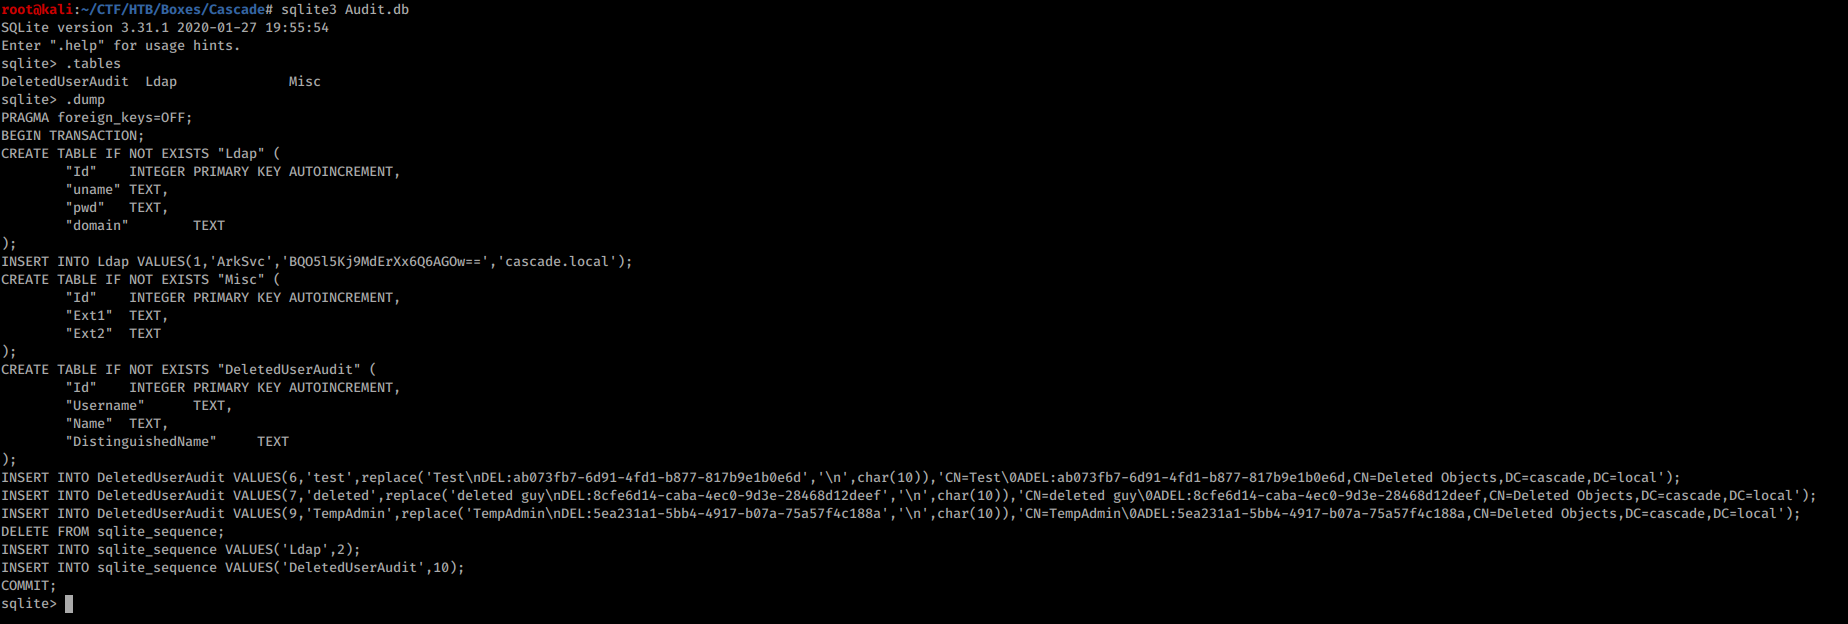 root@kali:~/CTF/HTB/Boxes/Cascade# sqlite3 Audit.db
SQLite version 3.31.1 2020-01-27 19:55:54
Enter ".help" for usage hints.
sqlite> .tables
DeletedUserAudit  Ldap              Misc
sqlite> .dump
PRAGMA foreign_keys=OFF;
BEGIN TRANSACTION;
CREATE TABLE IF NOT EXISTS "Ldap" (
        "Id"    INTEGER PRIMARY KEY AUTOINCREMENT,
        "uname" TEXT,
        "pwd"   TEXT,
        "domain"        TEXT
);
INSERT INTO Ldap VALUES(1,'ArkSvc','BQO5l5Kj9MdErXx6Q6AGOw==','cascade.local');
CREATE TABLE IF NOT EXISTS "Misc" (
        "Id"    INTEGER PRIMARY KEY AUTOINCREMENT,
        "Ext1"  TEXT,
        "Ext2"  TEXT
);
CREATE TABLE IF NOT EXISTS "DeletedUserAudit" (
        "Id"    INTEGER PRIMARY KEY AUTOINCREMENT,
        "Username"      TEXT,
        "Name"  TEXT,
        "DistinguishedName"     TEXT
);
INSERT INTO DeletedUserAudit VALUES(6,'test',replace('Test\nDEL:ab073fb7-6d91-4fd1-b877-817b9e1b0e6d','\n',char(10)),'CN=Test\0ADEL:ab073fb7-6d91-4fd1-b877-817b9e1b0e6d,CN=Deleted Objects,DC=cascade,DC=local');
INSERT INTO DeletedUserAudit VALUES(7,'deleted',replace('deleted guy\nDEL:8cfe6d14-caba-4ec0-9d3e-28468d12deef','\n',char(10)),'CN=deleted guy\0ADEL:8cfe6d14-caba-4ec0-9d3e-28468d12deef,CN=Deleted Objects,DC=cascade,DC=local');
INSERT INTO DeletedUserAudit VALUES(9,'TempAdmin',replace('TempAdmin\nDEL:5ea231a1-5bb4-4917-b07a-75a57f4c188a','\n',char(10)),'CN=TempAdmin\0ADEL:5ea231a1-5bb4-4917-b07a-75a57f4c188a,CN=Deleted Objects,DC=cascade,DC=local');
DELETE FROM sqlite_sequence;
INSERT INTO sqlite_sequence VALUES('Ldap',2);
INSERT INTO sqlite_sequence VALUES('DeletedUserAudit',10);
COMMIT;
sqlite>